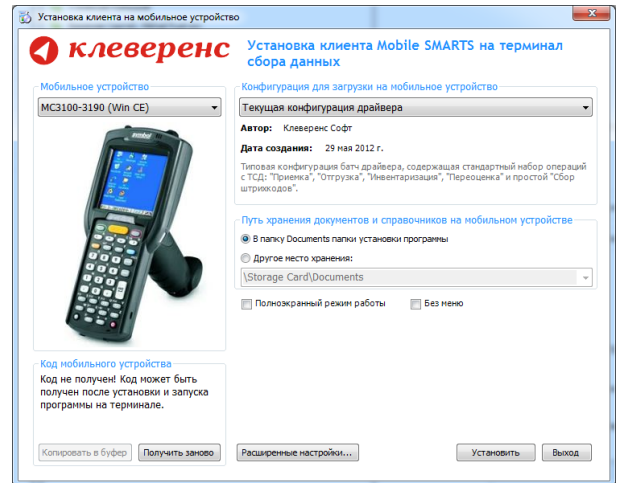 Установка клиента на мобильное устройство
клеверенс
Установка клиента Mobile SMARTS на терминал
сбора данных
Мобильное устройство
MC3100-3190 (Win CE)
symbol
Код мобильного устройства
Код не получен! Код может быть
получен после установки и запуска
программы на терминале.
Копировать в буфер
Получить заново
Конфигурация для загрузки на мобильное устройство
Текущая конфигурация драйвера
Автор: Клеверенс Софт
Дата создания: 29 мая 2012 г.
Типовая конфигурация батч драйвера, содержащая стандартный набор операций
с ТСД: "Приемка", "Отгрузка", "Инвентаризация", "Переоценка" и простой "Сбор
штрихкодов".
Путь хранения документов и справочников на мобильном устройстве
В папку Documents папки установки программы
Другое место хранения:
\Storage Card\Documents
Полноэкранный режим работы
Без меню
Расширенные настройки...
Установить
Выход